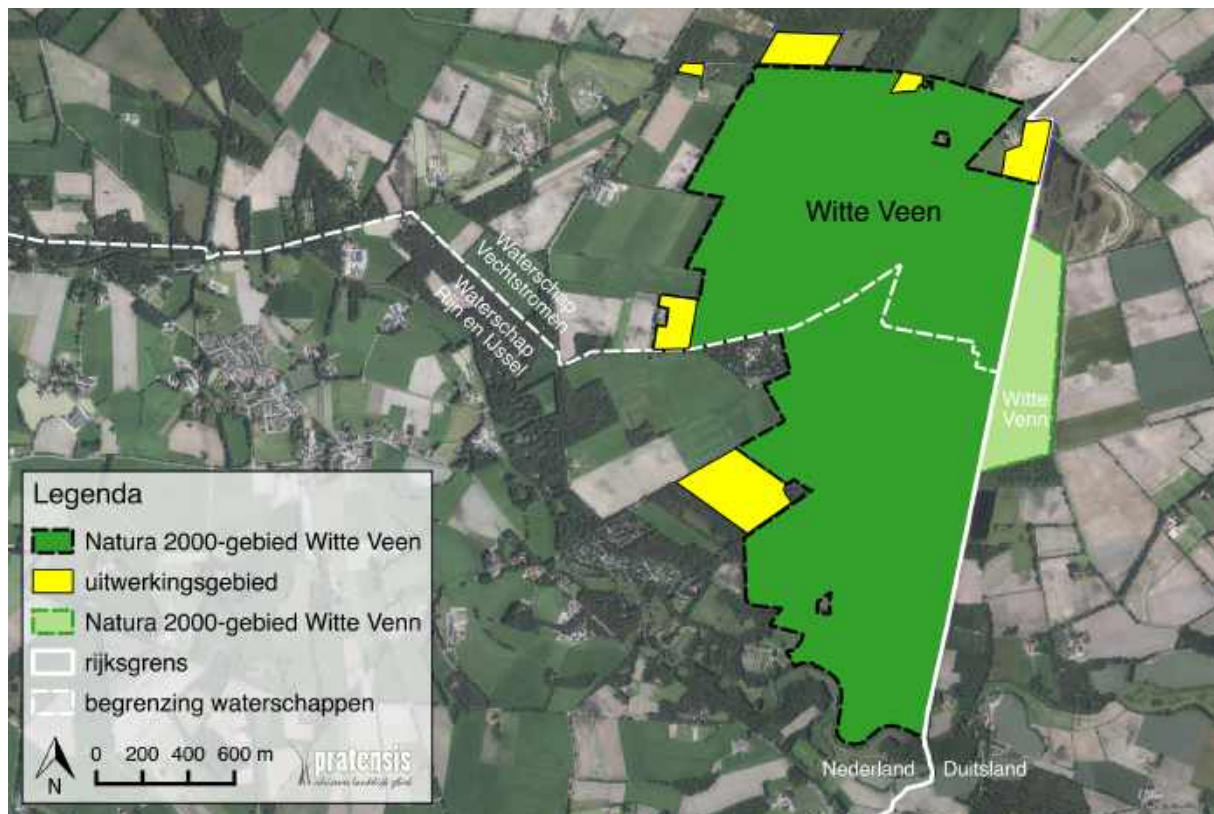 Witte Veen
Waterschap
Vechtstromen
Waterschap
Rijn en IJssel
Witte
Venn
Legenda
Natura 2000-gebied Witte Veen
uitwerkingsgebied
Natura 2000-gebied Witte Venn
rijksgrens
begrenzing waterschappen
N
0 200 400 600 m
pratensis
Nederland
Duitsland